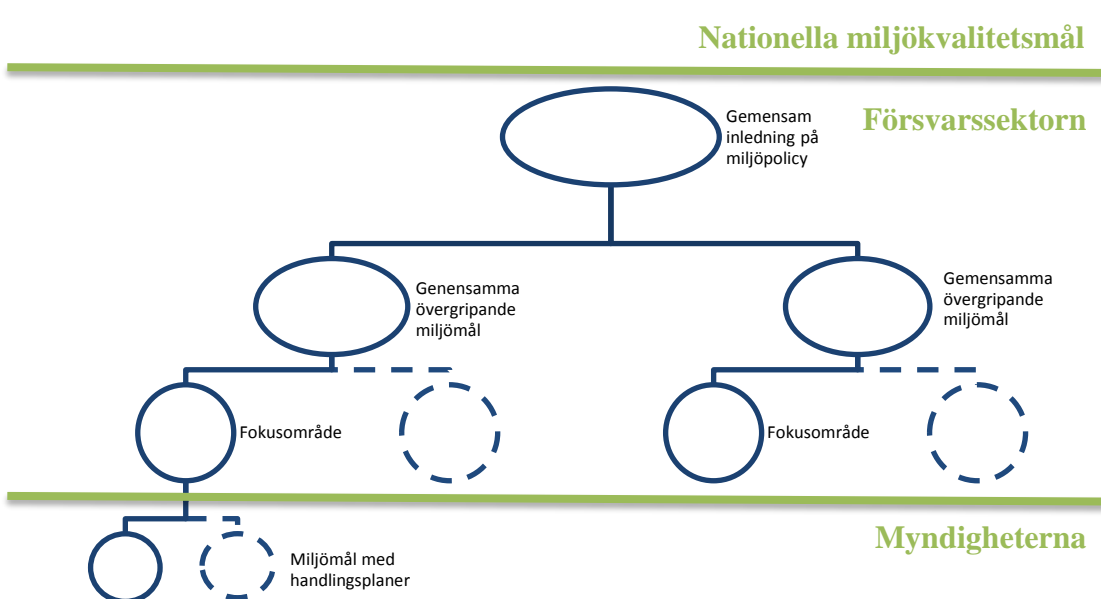 Nationella miljökvalitetsmål
Försvarssektorn
Gemensam
inledning på
miljöpolicy
Genensamma
övergripande
miljömål
Gemensamma
övergripande
miljömål
Fokusområde
Fokusområde
Myndigheterna
Miljömål med
handlingsplaner